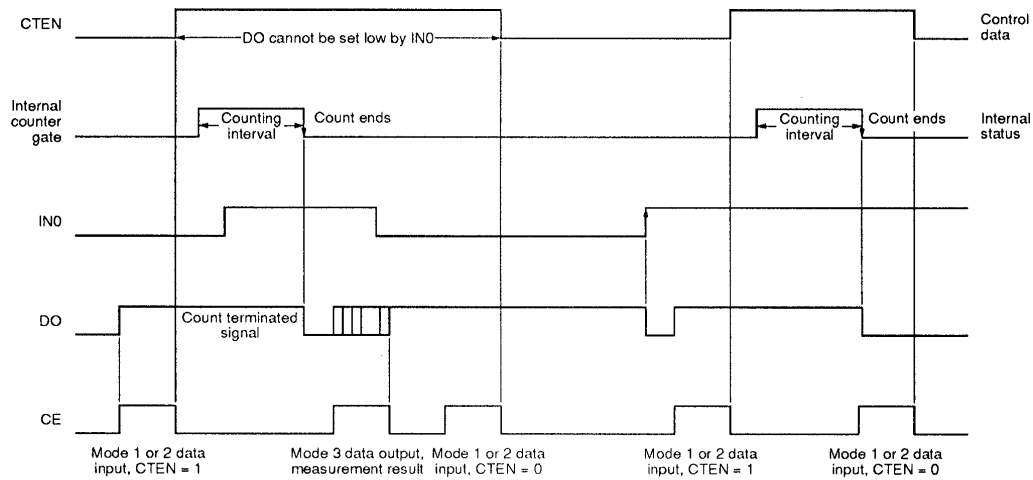 CTEN
DO cannot be set low by IN0
Control
data
Internal
counter
gate
Counting
interval
Count ends
Counting
interval
Count ends
Internal
status
IN0
DO
Count terminated
signal
CE
Mode 1 or 2 data
input, CTEN = 1
Mode 3 data output,
measurement result
Mode 1 or 3 data
input, CTEN = 0
Mode 1 or 2 data
input, CTEN = 1
Mode 1 or 2 data
input, CTEN = 0